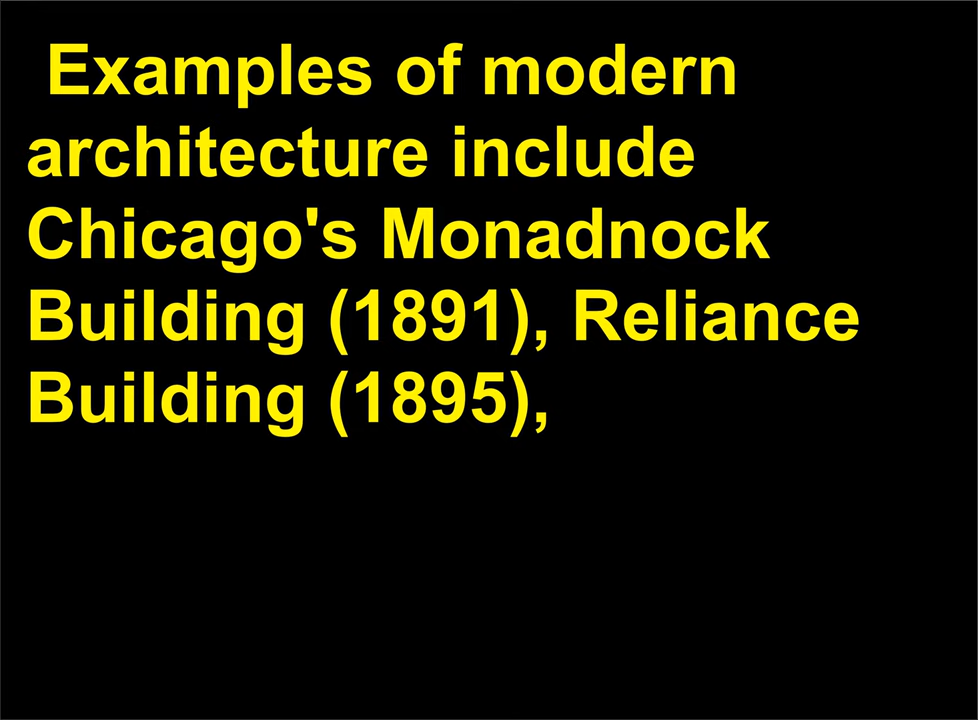 Examples of modern
architecture include
Chicago's Monadnock
Building (1891), Reliance
Building (1895),